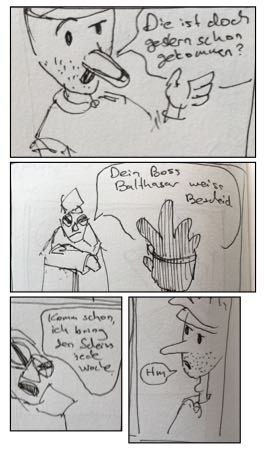 Die ist doch
gestern schon
gekommen?
Dein Boss
Balthasar weiss
Bescheid
Komm schon,
ich bring
den Scheiss
jede
woche
Hm